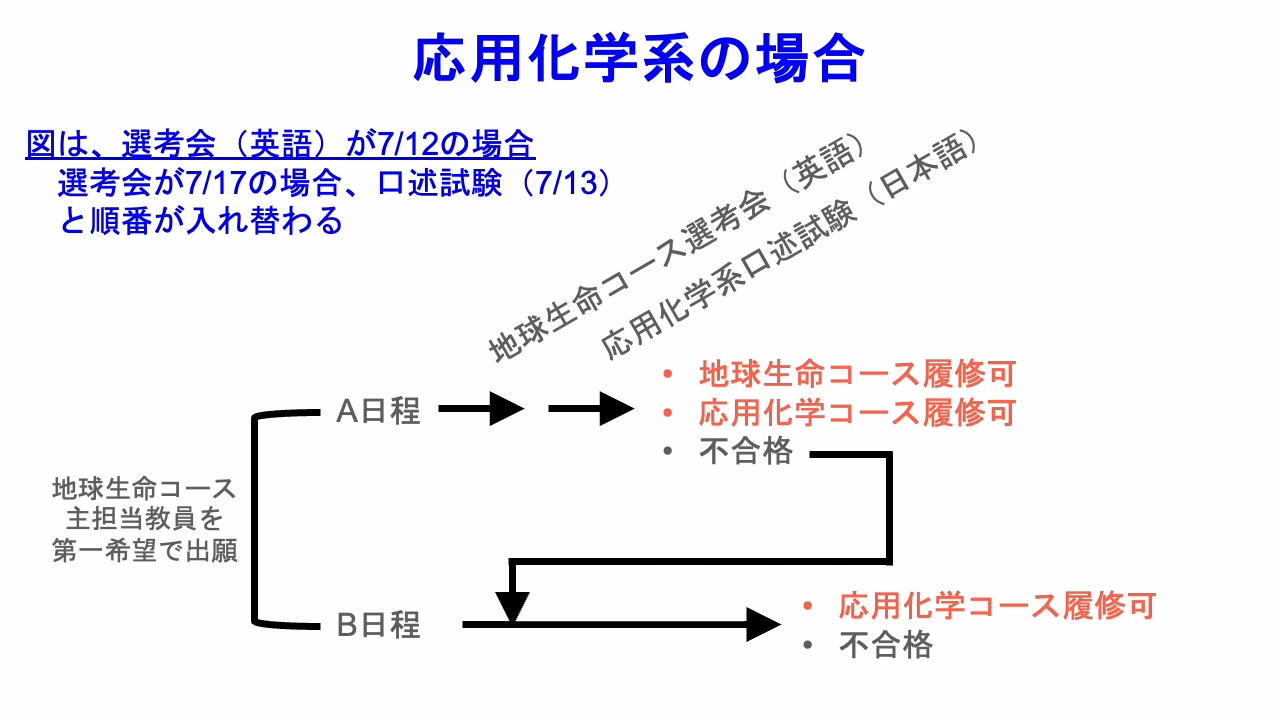 応用化学系の場合
図は、選考会（英語）が7/12の場合
選考会が7/17の場合、口述試験（7/13）
と順番が入れ替わる
地球生命コース選考会（英語）
応用化学系口述試験（日本語）
A日程
• 地球生命コース履修可
• 応用化学コース履修可
• 不合格
地球生命コース
主担当教員を
第一希望で出願
B日程
• 応用化学コース履修可
• 不合格